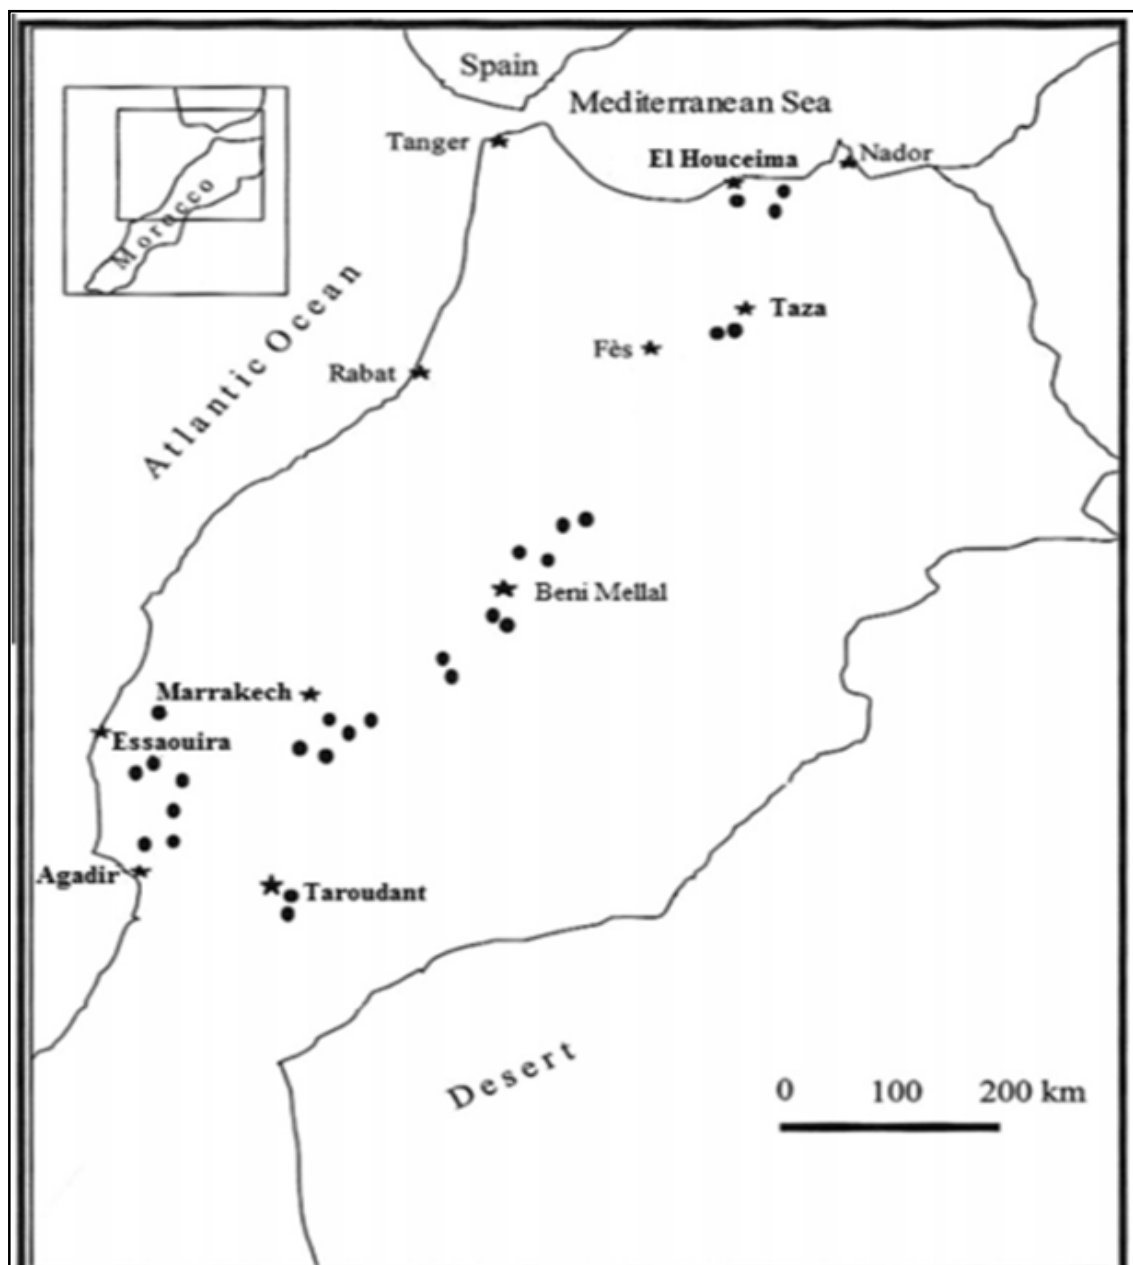 Spain
Mediterranean Sea
Tanger
El Houceima
Nador
Morocco
Atlantic Ocean
Taza
Fès
Rabat
Beni Mellal
Marrakech
Essaouira
Agadir
Taroudant
Desert
0 100 200 km